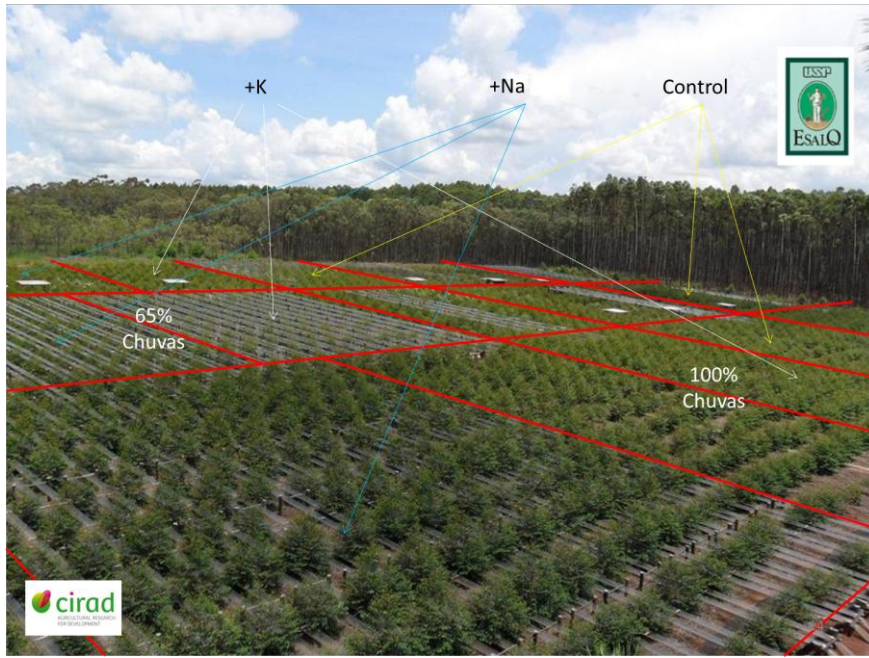 +K
+Na
Control
USP
ESALQ
65%
Chuvas
100%
Chuvas
cirad
AGRICULTURAL RESEARCH
FOR DEVELOPMENT